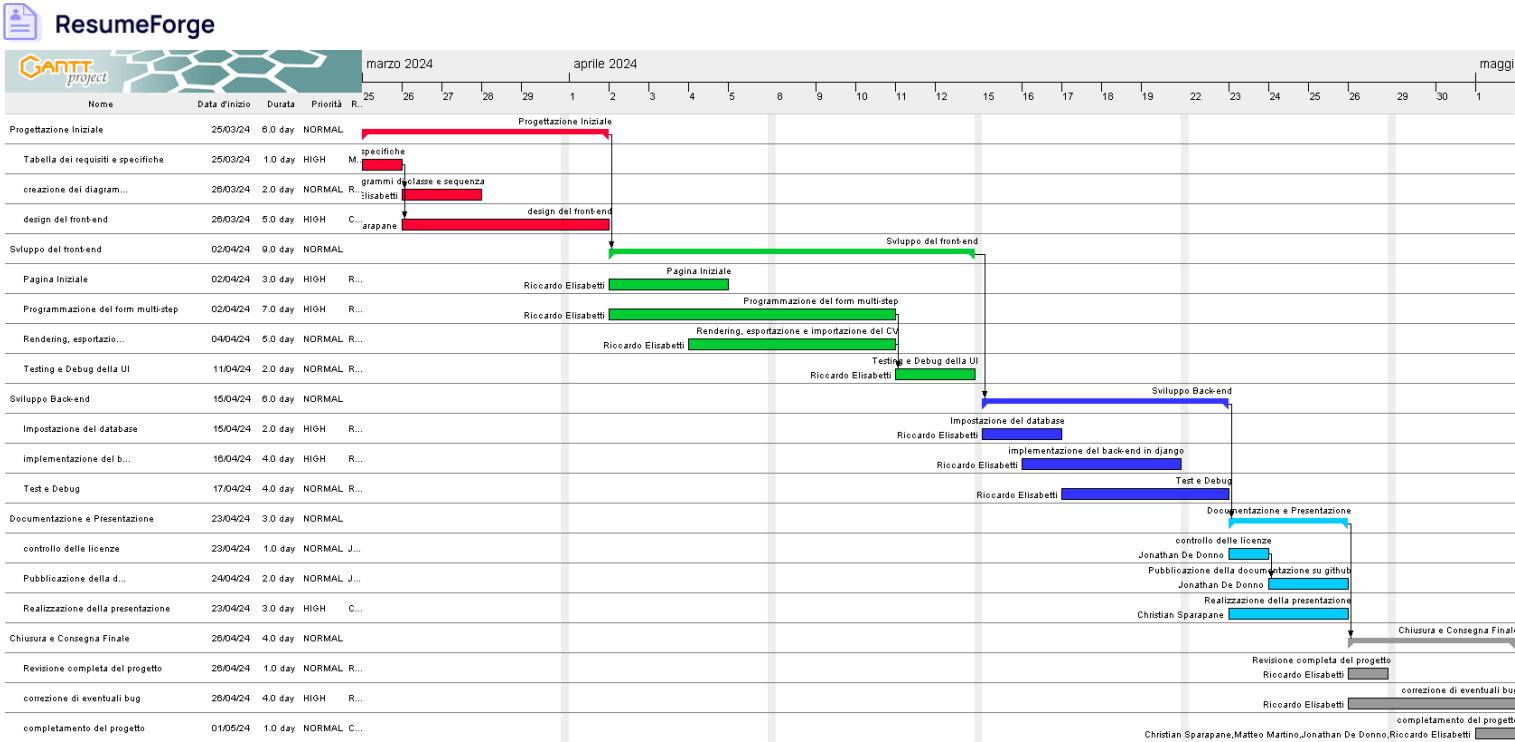 ResumeForge
GANTT project
marzo 2024 aprile 2024 maggi
Nome Data d'inizio Durata Priorità R..
25 26 27 28 29 1 2 3 4 5 8 9 10 11 12 15 16 17 18 19 22 23 24 25 26 29 30 1
Progettazione Iniziale
Progettazione Iniziale 25/03/24 6.0 day NORMAL
specifiche
Tabella dei requisiti e specifiche 25/03/24 1.0 day HIGH M..
grammi di classe e sequenza
creazione dei diagram... 26/03/24 2.0 day NORMAL R...
Elisabetti
design del front-end
design del front-end 26/03/24 5.0 day HIGH C...
arapane
Svluppo del front-end
Svluppo del front-end 02/04/24 9.0 day NORMAL
Pagina Iniziale
Pagina Iniziale 02/04/24 3.0 day HIGH R...
Riccardo Elisabetti
Programmazione del form multi-step
Programmazione del form multi-step 02/04/24 7.0 day HIGH R...
Riccardo Elisabetti
Rendering, esportazione e importazione del CV
Rendering, esportazio... 04/04/24 5.0 day NORMAL R...
Riccardo Elisabetti
Testing e Debug della UI
Testing e Debug della UI 11/04/24 2.0 day NORMAL R...
Riccardo Elisabetti
Sviluppo Back-end
Sviluppo Back-end 15/04/24 6.0 day NORMAL
Impostazione del database
Impostazione del database 15/04/24 2.0 day HIGH R...
Riccardo Elisabetti
implementazione del back-end in django
implementazione del b... 16/04/24 4.0 day HIGH R...
Riccardo Elisabetti
Test e Debug
Test e Debug 17/04/24 4.0 day NORMAL R...
Riccardo Elisabetti
Documentazione e Presentazione
Documentazione e Presentazione 23/04/24 3.0 day NORMAL
controllo delle licenze
controllo delle licenze 23/04/24 1.0 day NORMAL J...
Jonathan De Donno
Pubblicazione della documentazione su github
Pubblicazione della d... 24/04/24 2.0 day NORMAL J...
Jonathan De Donno
Realizzazione della presentazione
Realizzazione della presentazione 23/04/24 3.0 day HIGH C...
Christian Sparapane
Chiusura e Consegna Finale
Chiusura e Consegna Finale 26/04/24 4.0 day NORMAL
Revisione completa del progetto
Revisione completa del progetto 26/04/24 1.0 day NORMAL R...
Riccardo Elisabetti
correzione di eventuali bug
correzione di eventuali bug 26/04/24 4.0 day HIGH R...
Riccardo Elisabetti
completamento del progetto
completamento del progetto 01/05/24 1.0 day NORMAL C...
Christian Sparapane,Matteo Martino,Jonathan De Donno,Riccardo Elisabetti